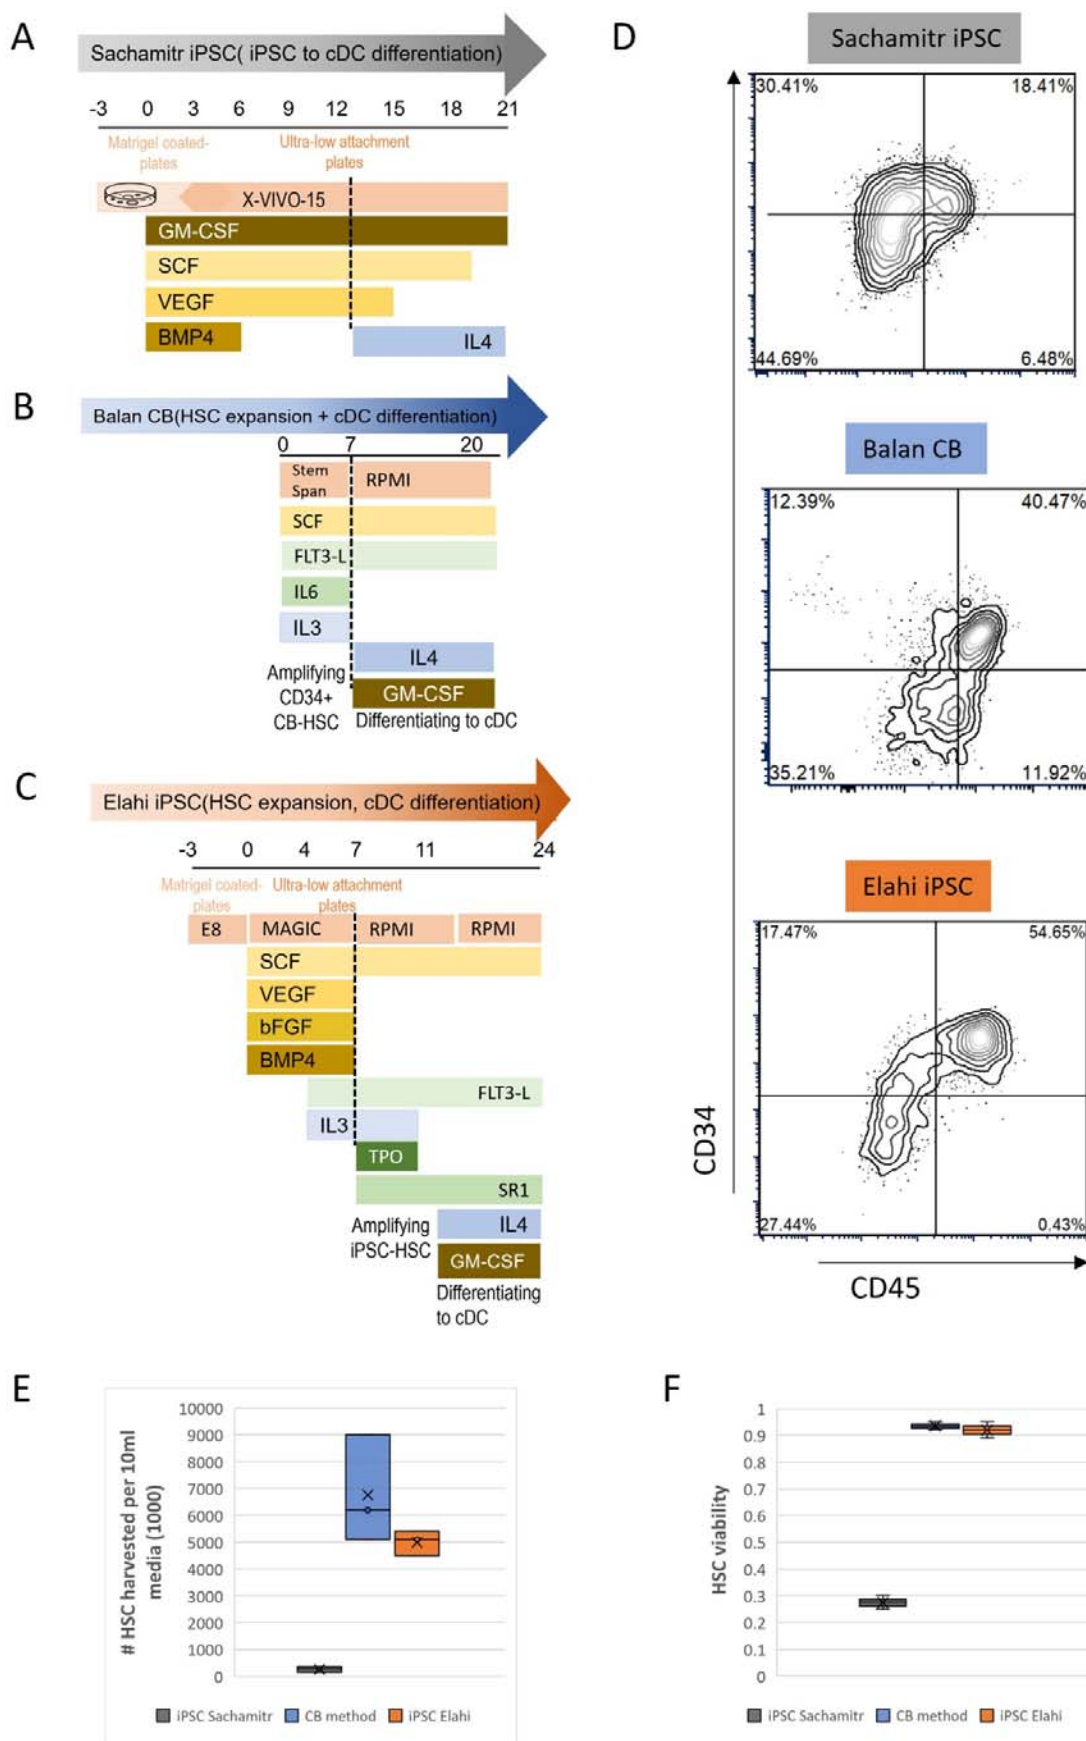 A
Sachamitr iPSC( iPSC to cDC differentiation)
-3 0 3 6 9 12 15 18 21
Matrigel coated-
plates
Ultra-low attachment
plates
X-VIVO-15
GM-CSF
SCF
VEGF
BMP4
IL4
B
Balan CB(HSC expansion + cDC differentiation)
0 7 20
Stem
Span
RPMI
SCF
FLT3-L
IL6
IL3
IL4
GM-CSF
Amplifying
CD34+
CB-HSC
Differentiating to cDC
C
Elahi iPSC(HSC expansion, cDC differentiation)
-3 0 4 7 11 24
Matrigel coated-
plates
Ultra-low attachment
plates
E8 MAGIC RPMI RPMI
SCF
VEGF
bFGF
BMP4
FLT3-L
IL3
TPO
SR1
Amplifying
iPSC-HSC
IL4
GM-CSF
Differentiating
to cDC
D
Sachamitr iPSC
30.41% 18.41%
44.69% 6.48%
Balan CB
12.39% 40.47%
35.21% 11.92%
Elahi iPSC
17.47% 54.65%
27.44% 0.43%
CD34
CD45
E
# HSC harvested per 10ml
media (1000)
10000
9000
8000
7000
6000
5000
4000
3000
2000
1000
0
iPSC Sachamitr CB method iPSC Elahi
F
HSC viability
1
0.9
0.8
0.7
0.6
0.5
0.4
0.3
0.2
0.1
0
iPSC Sachamitr CB method iPSC Elahi